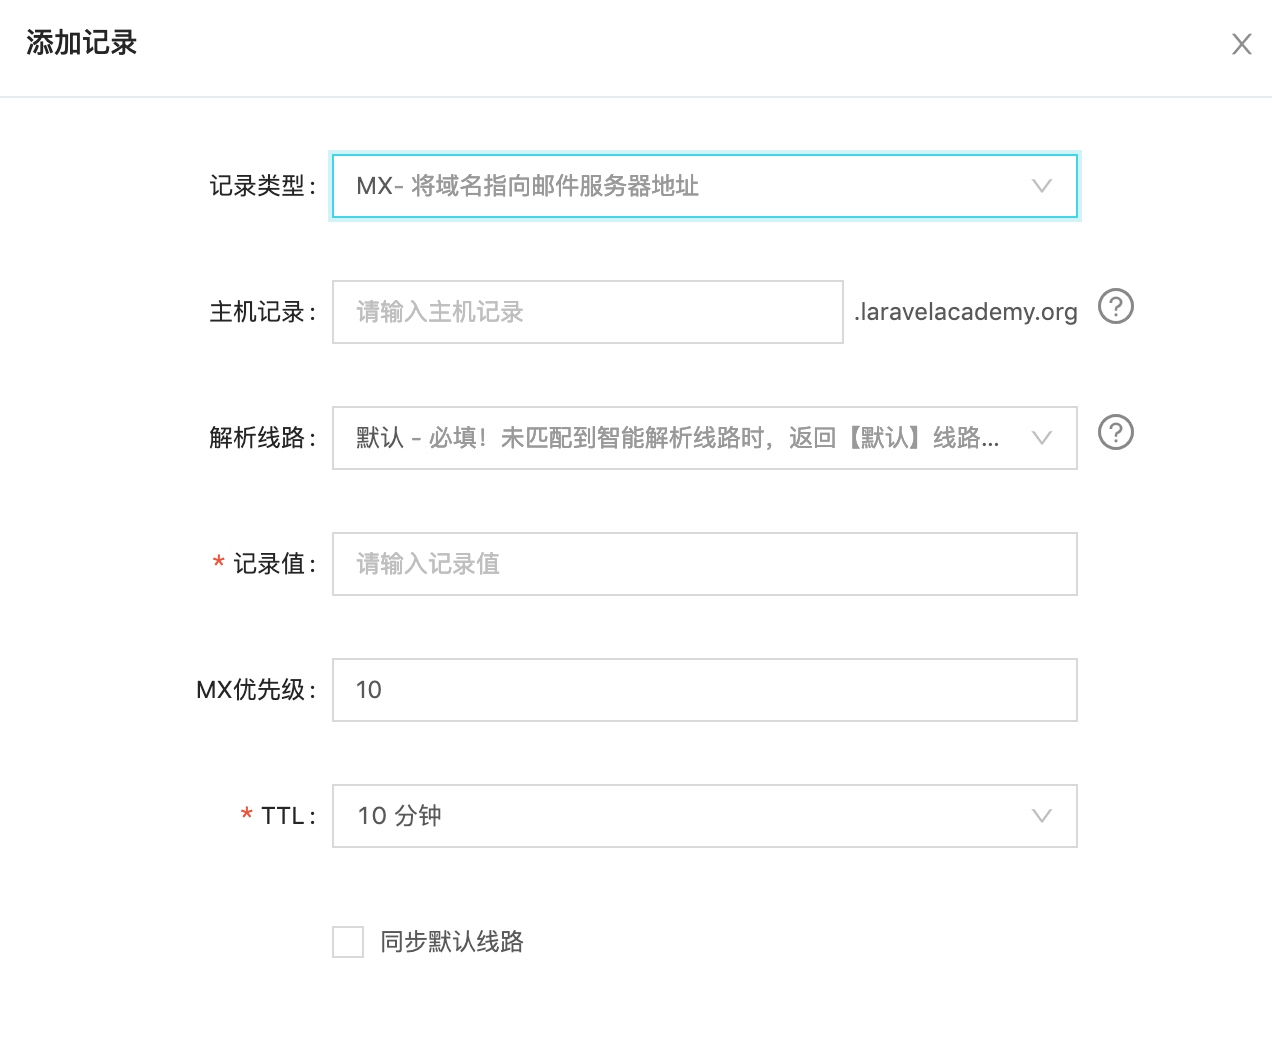 添加记录
记录类型: MX- 将域名指向邮件服务器地址
主机记录: 请输入主机记录 .laravelacademy.org ?
解析线路: 默认 - 必填！未匹配到智能解析线路时，返回【默认】线路... ?
* 记录值: 请输入记录值
MX优先级: 10
* TTL: 10 分钟
同步默认线路